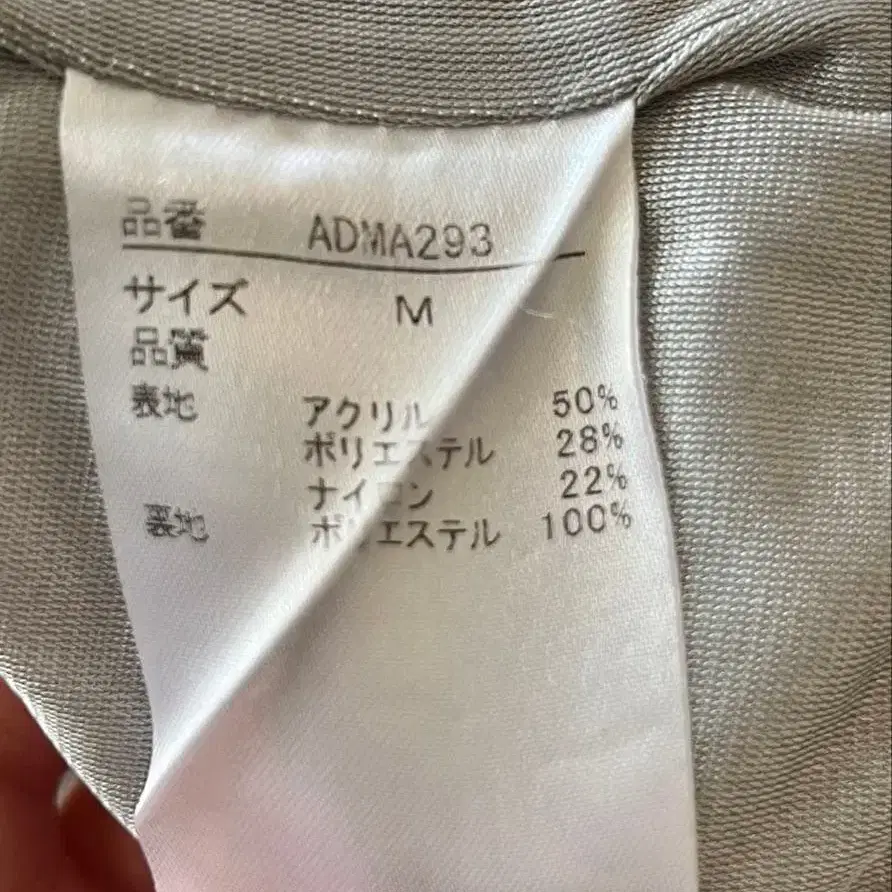 品番 ADMA293
サイズ M
品質
表地 アクリル 50%
ポリエステル 28%
ナイロン 22%
裏地 ポリエステル 100%